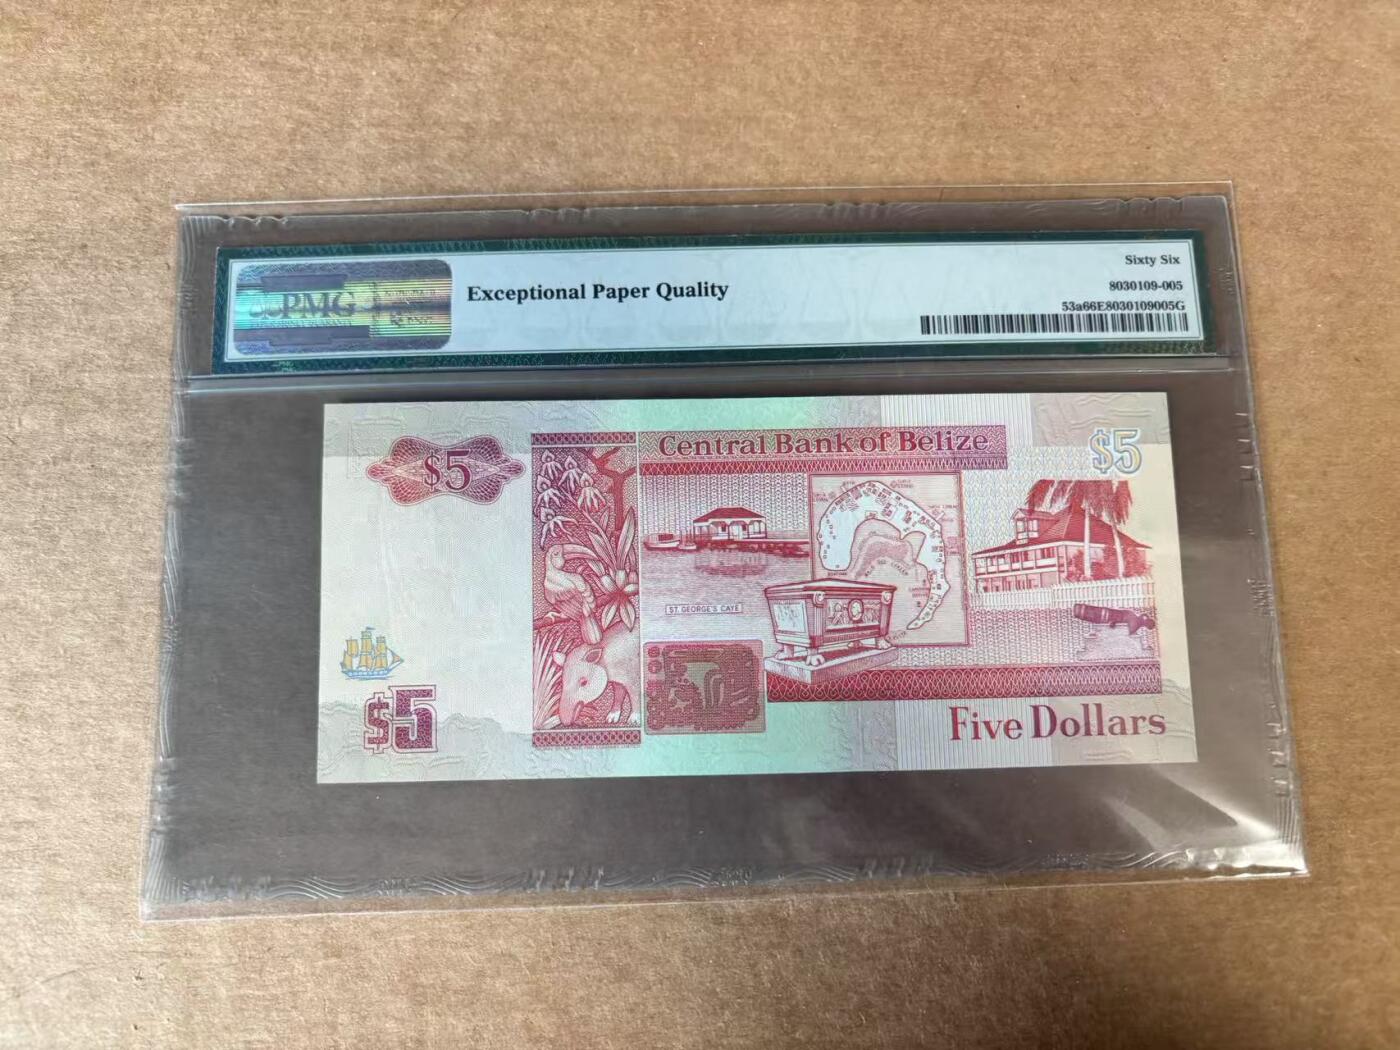 PMG
Exceptional Paper Quality
Sixty Six
8030109-005
53a66E8030109005G
$5
Central Bank of Belize
$5
ST. GEORGE'S CAYE
$5
Five Dollars